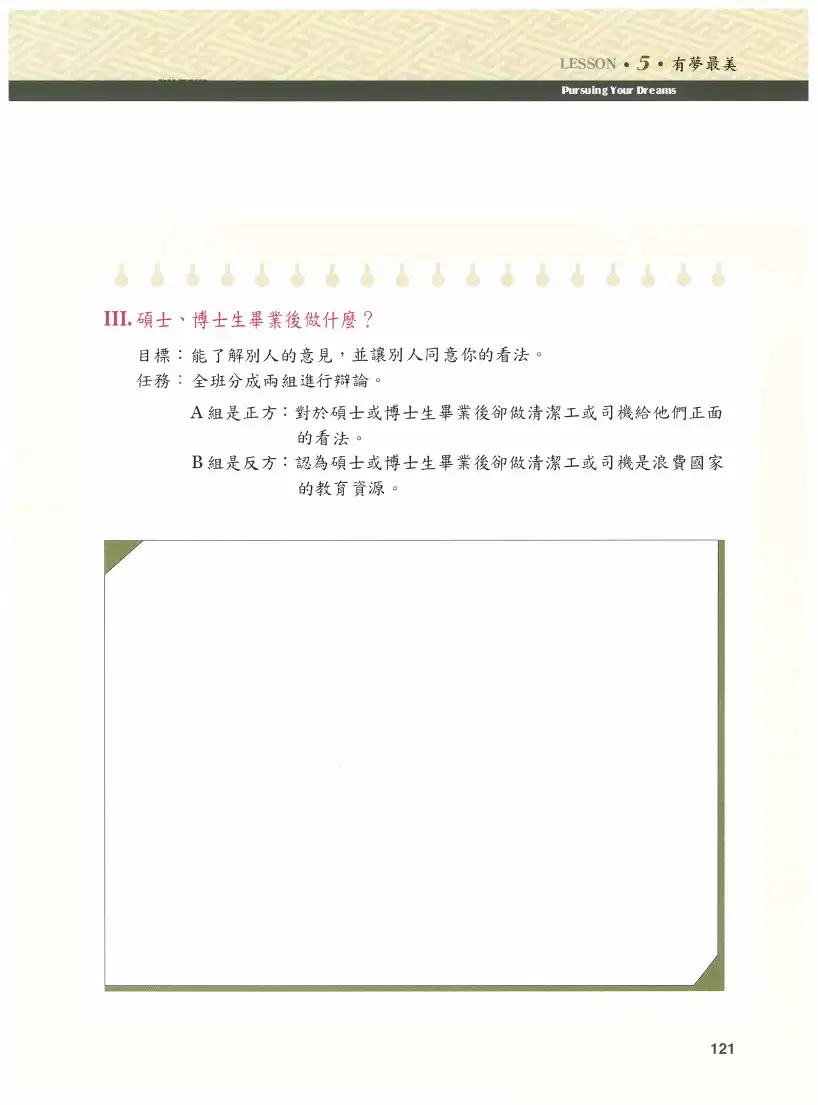 LESSON • 5 • 有夢最美
Pursuing Your Dreams
III. 碩士、博士生畢業後做什麼？
目標：能了解別人的意見，並讓別人同意你的看法。
任務：全班分成兩組進行辯論。
A 組是正方：對於碩士或博士生畢業後卻做清潔工或司機給他們正面
的看法。
B 組是反方：認為碩士或博士生畢業後卻做清潔工或司機是浪費國家
的教育資源。
121